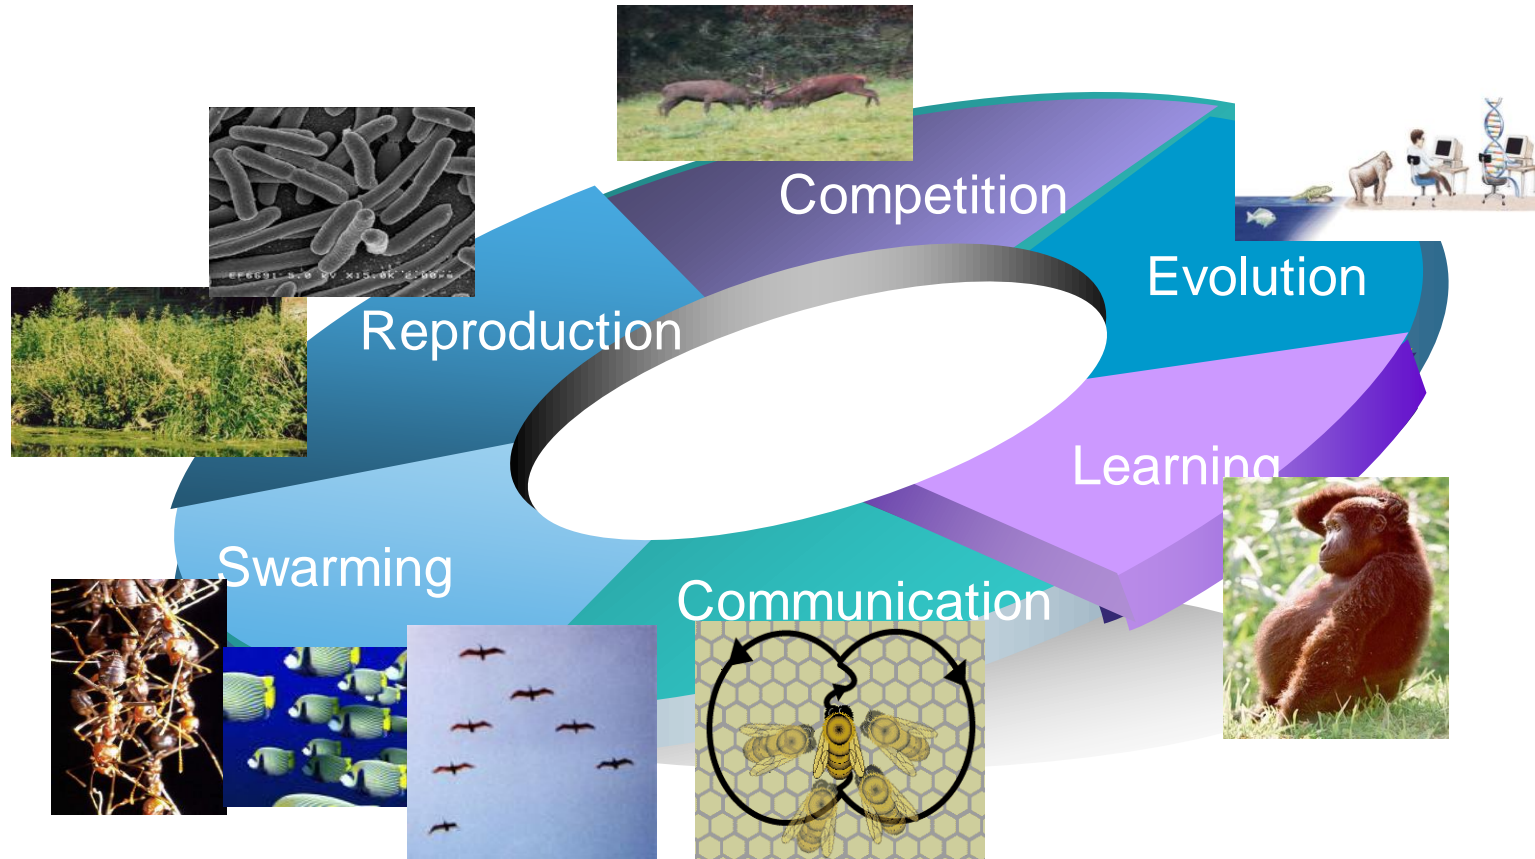 Competition
Evolution
Reproduction
Learning
Swarming
Communication